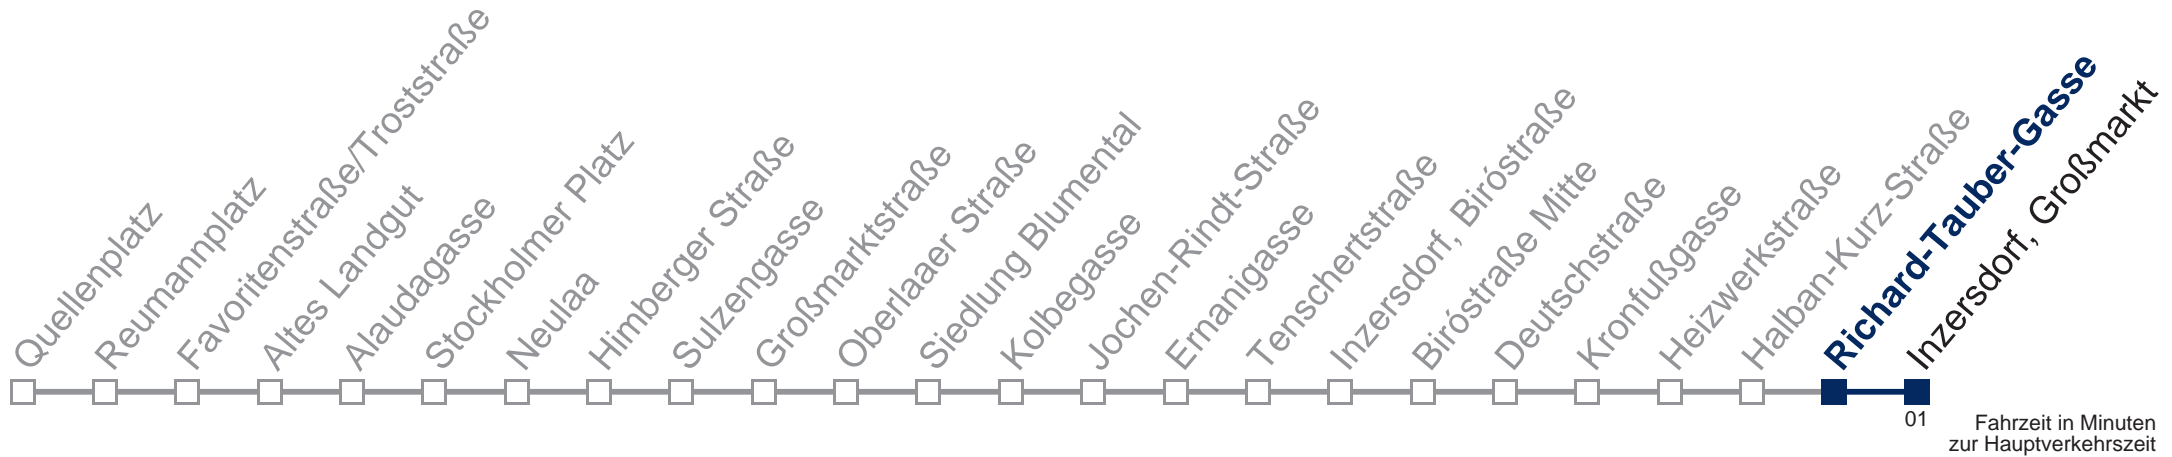 Quellenplatz
Reumannplatz
Favoritenstraße/Troststraße
Altes Landgut
Alaudagasse
Stockholmer Platz
Neulaa
Himberger Straße
Sulzengasse
Großmarktstraße
Oberlaaer Straße
Siedlung Blumental
Kolbegasse
Jochen-Rindt-Straße
Ernanigasse
Tenschertstraße
Inzersdorf, Biróstraße
Biróstraße Mitte
Deutschstraße
Kronfußgasse
Heizwerkstraße
Halban-Kurz-Straße
Richard-Tauber-Gasse
Inzersdorf, Großmarkt
01
Fahrzeit in Minuten
zur Hauptverkehrszeit